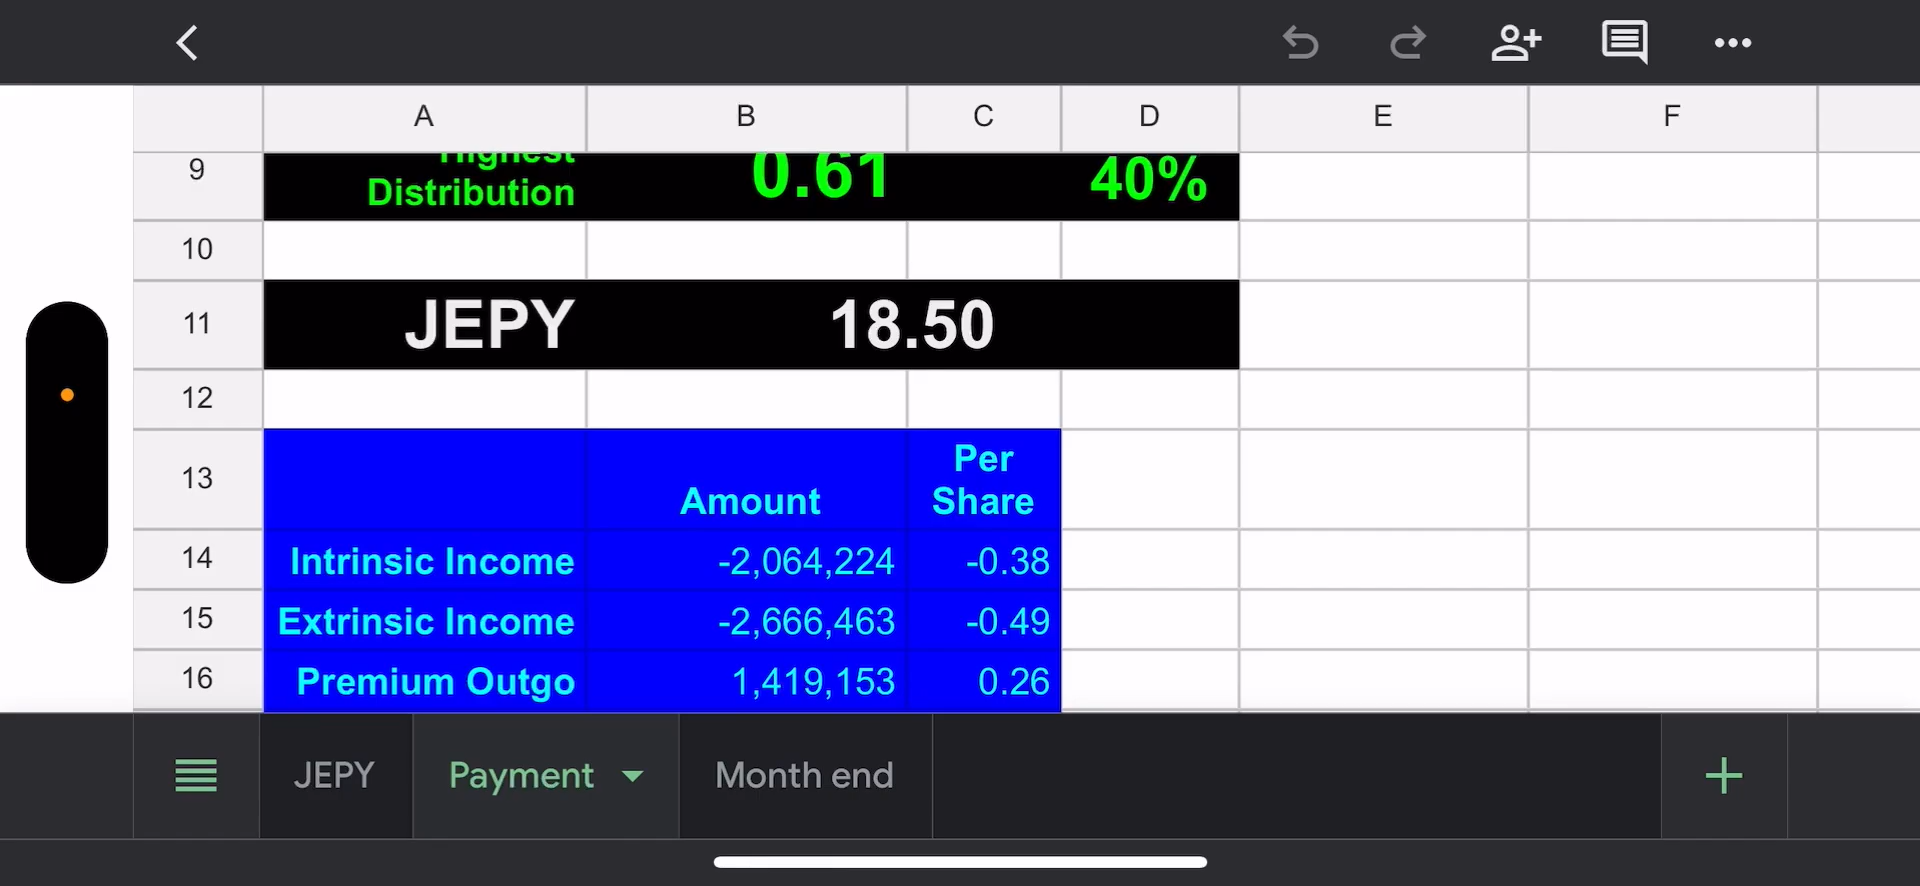 A B C D E F
9 Highest
Distribution 0.61 40%
10
11 JEPY 18.50
12
13 Amount Per
Share
14 Intrinsic Income -2,064,224 -0.38
15 Extrinsic Income -2,666,463 -0.49
16 Premium Outgo 1,419,153 0.26
JEPY Payment Month end